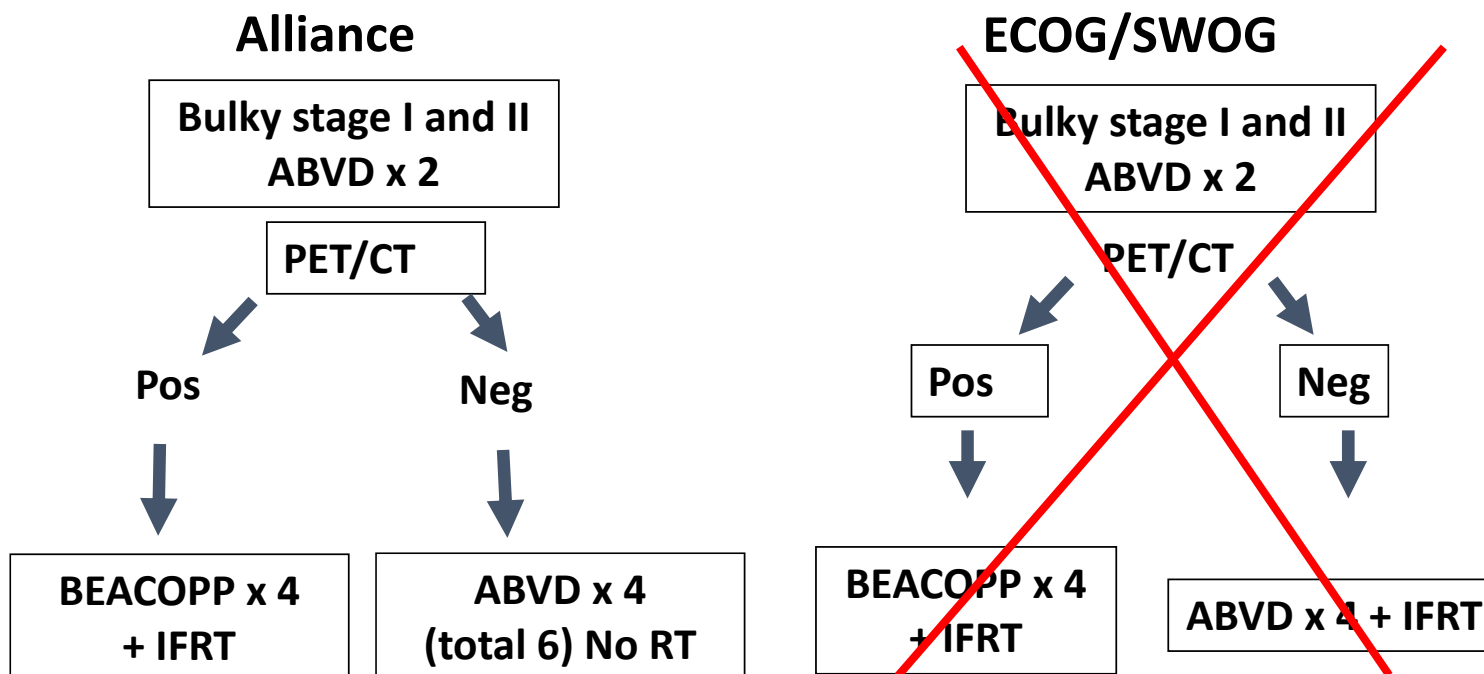 Alliance
Bulky stage I and II
ABVD x 2
PET/CT
Pos
Neg
BEACOPP x 4
+ IFRT
ABVD x 4
(total 6) No RT
ECOG/SWOG
Bulky stage I and II
ABVD x 2
PET/CT
Pos
Neg
BEACOPP x 4
+ IFRT
ABVD x 4 + IFRT